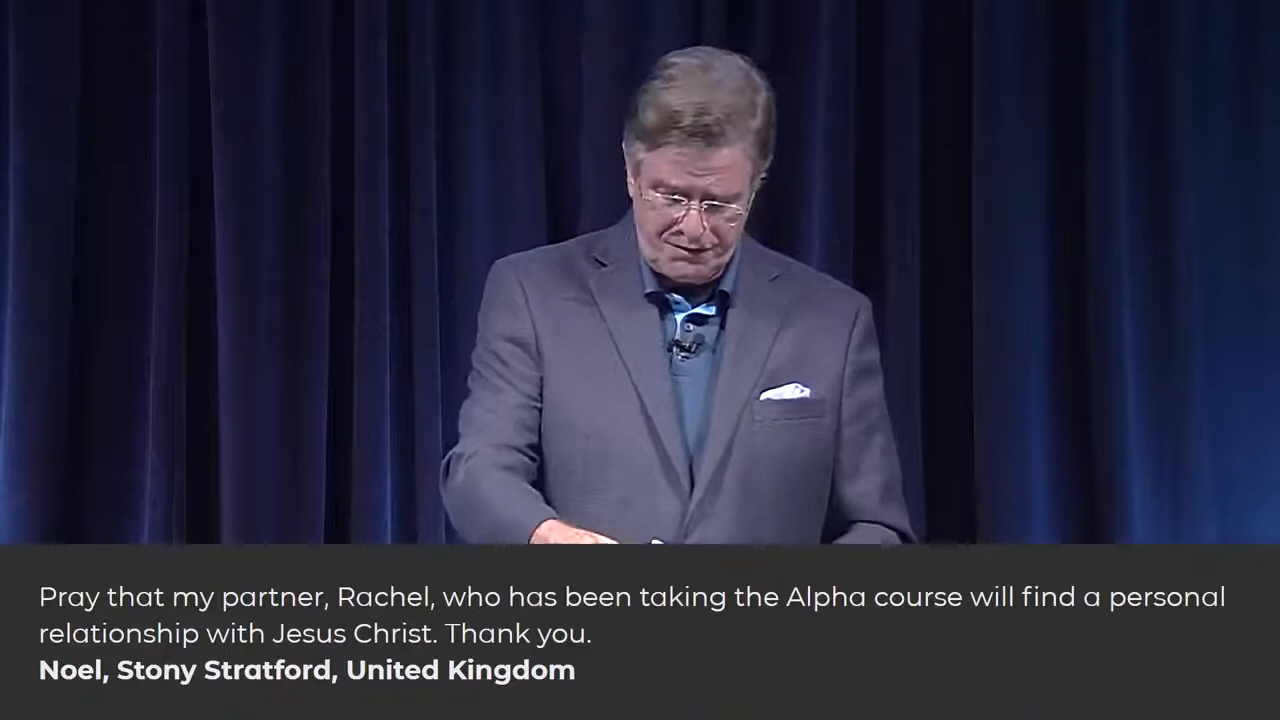 Pray that my partner, Rachel, who has been taking the Alpha course will find a personal
relationship with Jesus Christ. Thank you.
Noel, Stony Stratford, United Kingdom